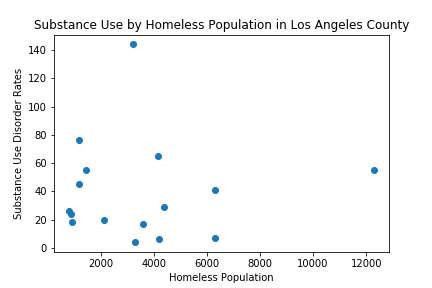 Substance Use by Homeless Population in Los Angeles County
140
120
100
80
60
40
20
0
Substance Use Disorder Rates
2000 4000 6000 8000 10000 12000
Homeless Population